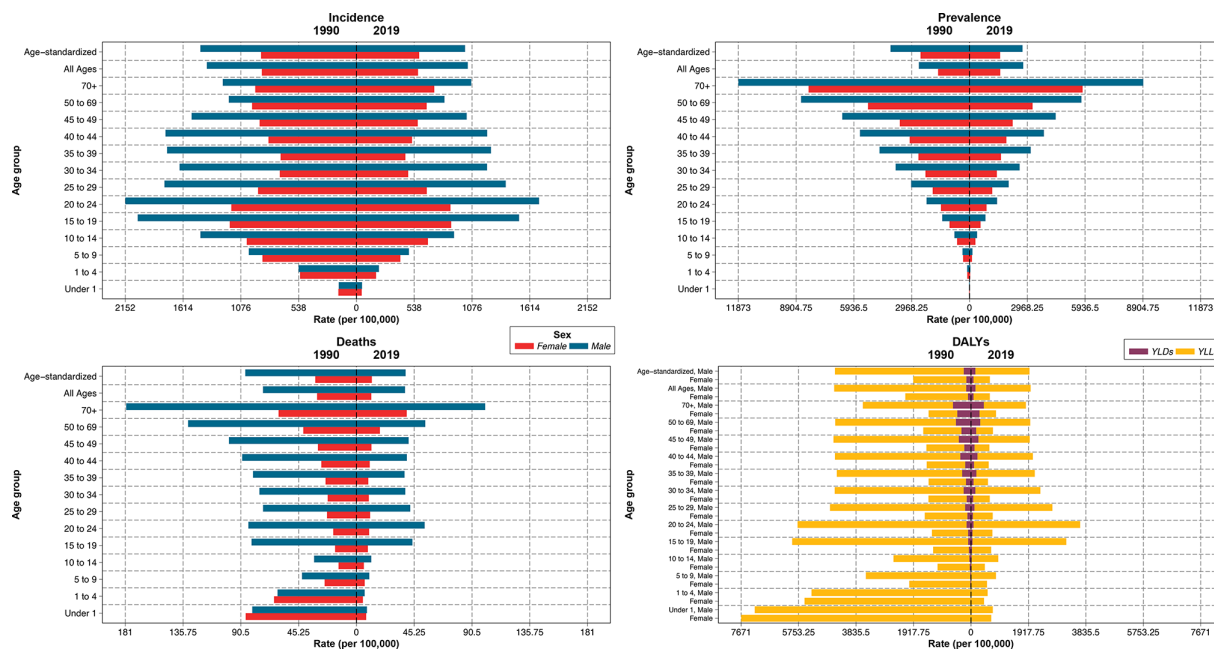 Incidence
1990 2019
Age group
Age−standardized
All Ages
70+
50 to 69
45 to 49
40 to 44
35 to 39
30 to 34
25 to 29
20 to 24
15 to 19
10 to 14
5 to 9
1 to 4
Under 1
2152 1614 1076 538 0 538 1076 1614 2152
Rate (per 100,000)
Prevalence
1990 2019
Age group
Age−standardized
All Ages
70+
50 to 69
45 to 49
40 to 44
35 to 39
30 to 34
25 to 29
20 to 24
15 to 19
10 to 14
5 to 9
1 to 4
Under 1
11873 8904.75 5936.5 2968.25 0 2968.25 5936.5 8904.75 11873
Rate (per 100,000)
Sex
Female Male
Deaths
1990 2019
Age group
Age−standardized
All Ages
70+
50 to 69
45 to 49
40 to 44
35 to 39
30 to 34
25 to 29
20 to 24
15 to 19
10 to 14
5 to 9
1 to 4
Under 1
181 135.75 90.5 45.25 0 45.25 90.5 135.75 181
Rate (per 100,000)
DALYs
1990 2019
YLDs YLL
Age group
Age−standardized, Male
Female
All Ages, Male
Female
70+, Male
Female
50 to 69, Male
Female
45 to 49, Male
Female
40 to 44, Male
Female
35 to 39, Male
Female
30 to 34, Male
Female
25 to 29, Male
Female
20 to 24, Male
Female
15 to 19, Male
Female
10 to 14, Male
Female
5 to 9, Male
Female
1 to 4, Male
Female
Under 1, Male
Female
7671 5753.25 3835.5 1917.75 0 1917.75 3835.5 5753.25 7671
Rate (per 100,000)